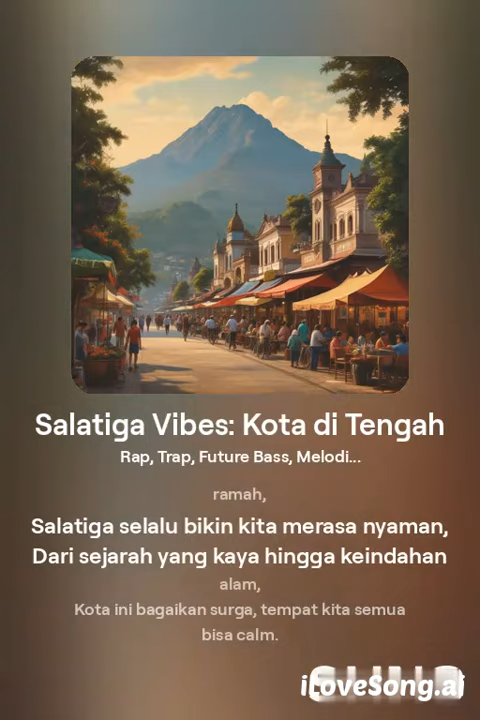 Salatiga Vibes: Kota di Tengah
Rap, Trap, Future Bass, Melodi...
ramah,
Salatiga selalu bikin kita merasa nyaman,
Dari sejarah yang kaya hingga keindahan
alam,
Kota ini bagaikan surga, tempat kita semua
bisa calm.
iLoveSong.ai